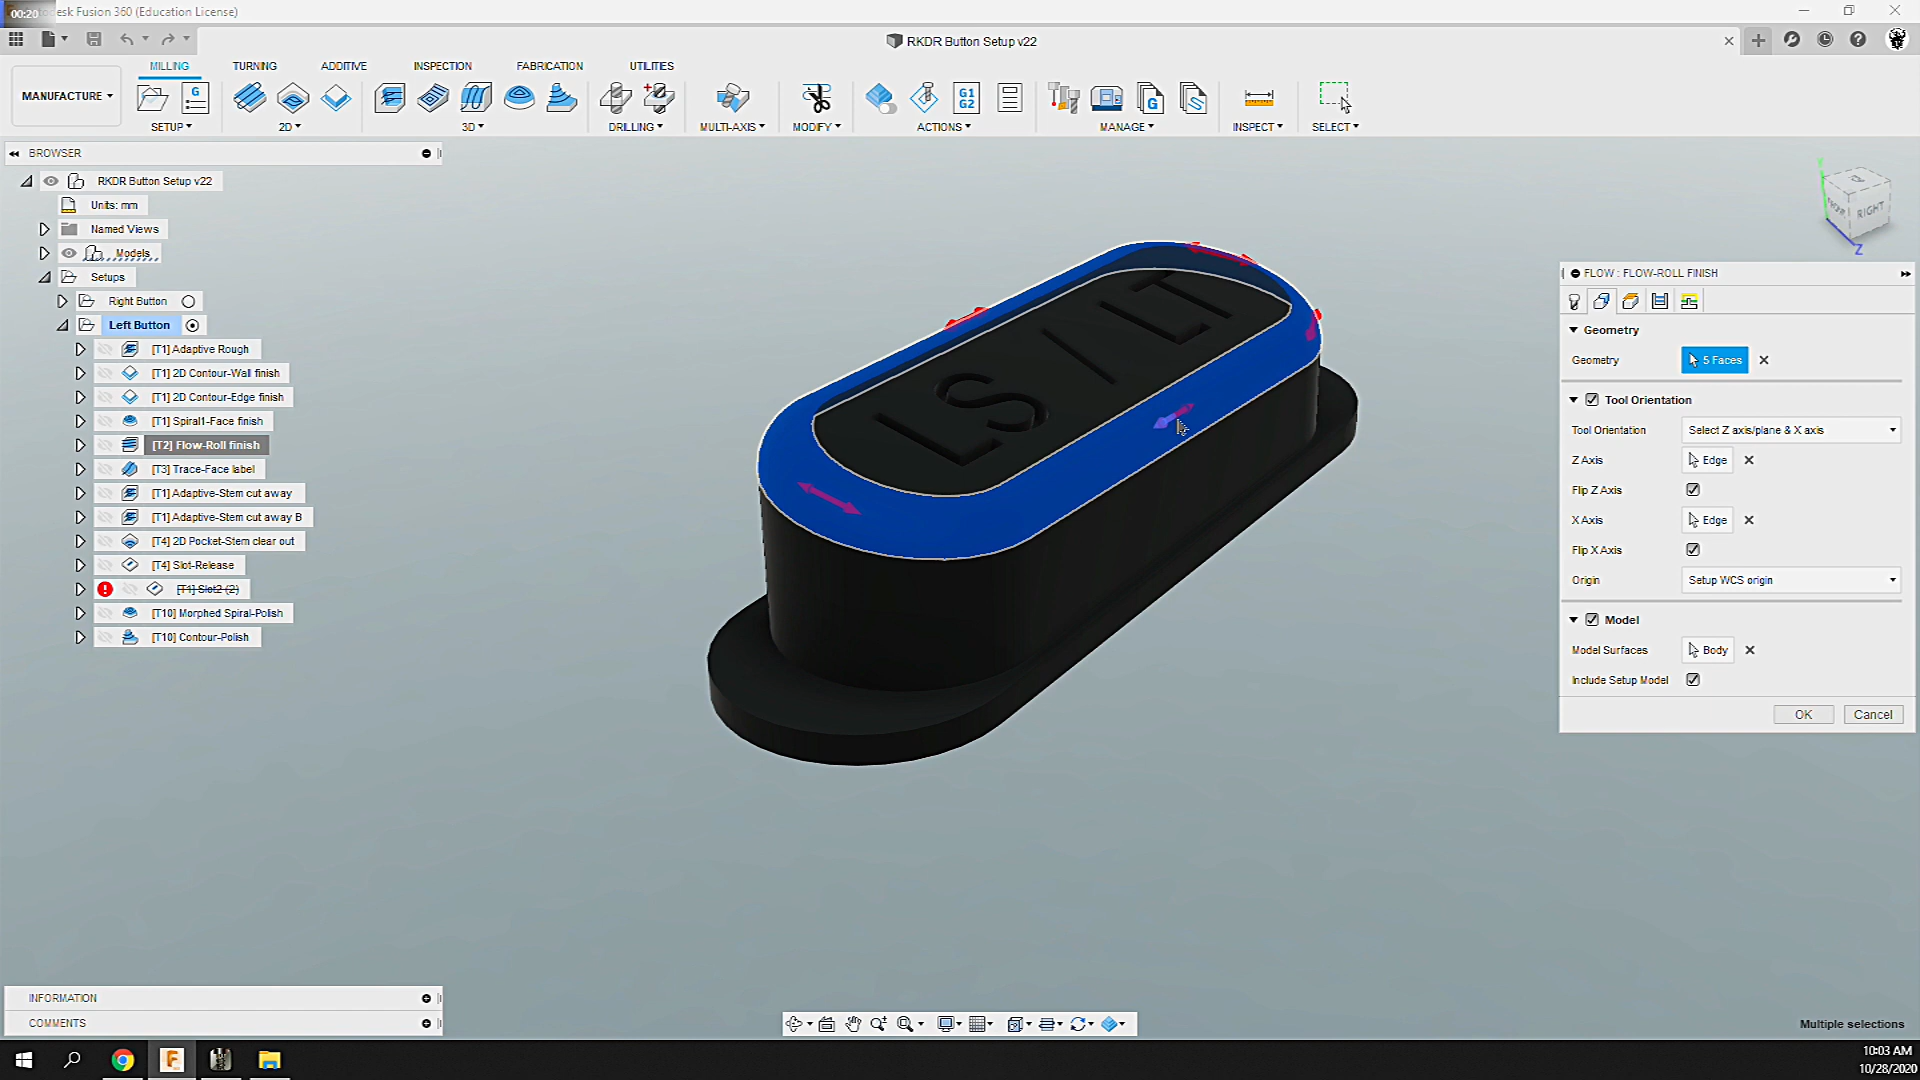 00:20
esk Fusion 360 (Education License)
RKDR Button Setup v22
MILLING
TURNING
ADDITIVE
INSPECTION
FABRICATION
UTILITIES
MANUFACTURE
SETUP
2D
3D
DRILLING
MULTI-AXIS
MODIFY
G1
G2
ACTIONS
MANAGE
INSPECT
SELECT
BROWSER
RKDR Button Setup v22
Units: mm
Named Views
Models
Setups
Right Button
Left Button
[T1] Adaptive Rough
[T1] 2D Contour-Wall finish
[T1] 2D Contour-Edge finish
[T1] Spiral1-Face finish
[T2] Flow-Roll finish
[T3] Trace-Face label
[T1] Adaptive-Stem cut away
[T1] Adaptive-Stem cut away B
[T4] 2D Pocket-Stem clear out
[T4] Slot-Release
[T1] Slot2 (2)
[T10] Morphed Spiral-Polish
[T10] Contour-Polish
LS / LT
Y
RIGHT
Z
FLOW : FLOW-ROLL FINISH
Geometry
Geometry
5 Faces
Tool Orientation
Tool Orientation
Select Z axis/plane & X axis
Z Axis
Edge
Flip Z Axis
X Axis
Edge
Flip X Axis
Origin
Setup WCS origin
Model
Model Surfaces
Body
Include Setup Model
OK
Cancel
INFORMATION
COMMENTS
Multiple selections
10:03 AM
10/28/2020